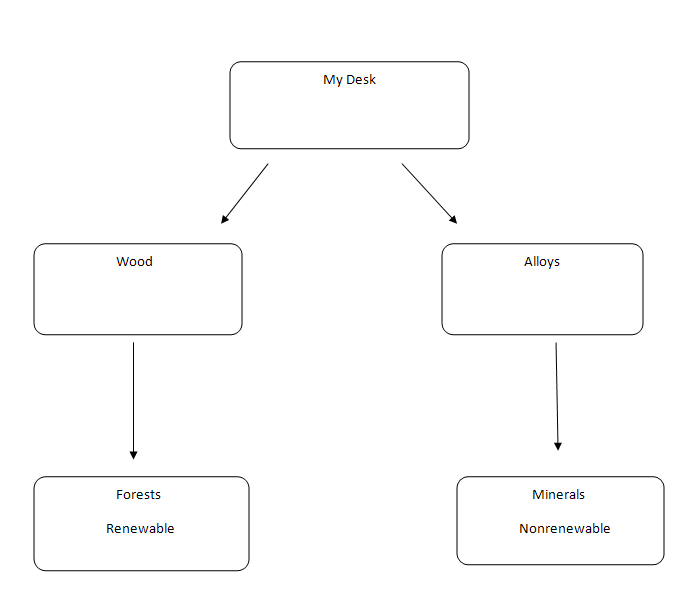 My Desk
Wood
Alloys
Forests
Minerals
Renewable
Nonrenewable